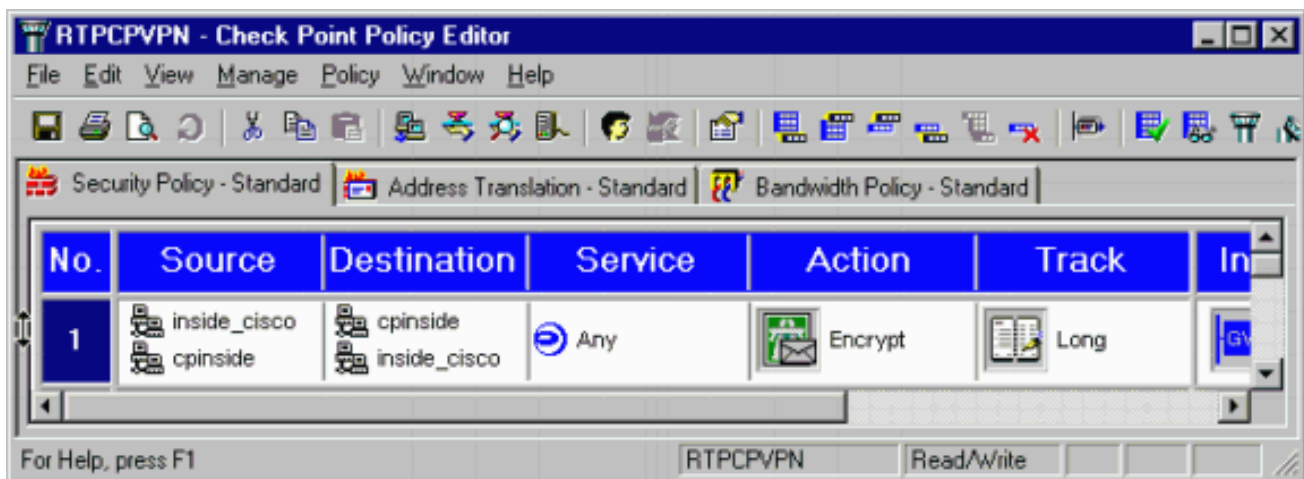 RTPCPVPN - Check Point Policy Editor
File Edit View Manage Policy Window Help
Security Policy - Standard Address Translation - Standard Bandwidth Policy - Standard
No. Source Destination Service Action Track In
1 inside_cisco cpinside Any Encrypt Long GV
cpinside inside_cisco
For Help, press F1 RTPCPVPN Read/Write